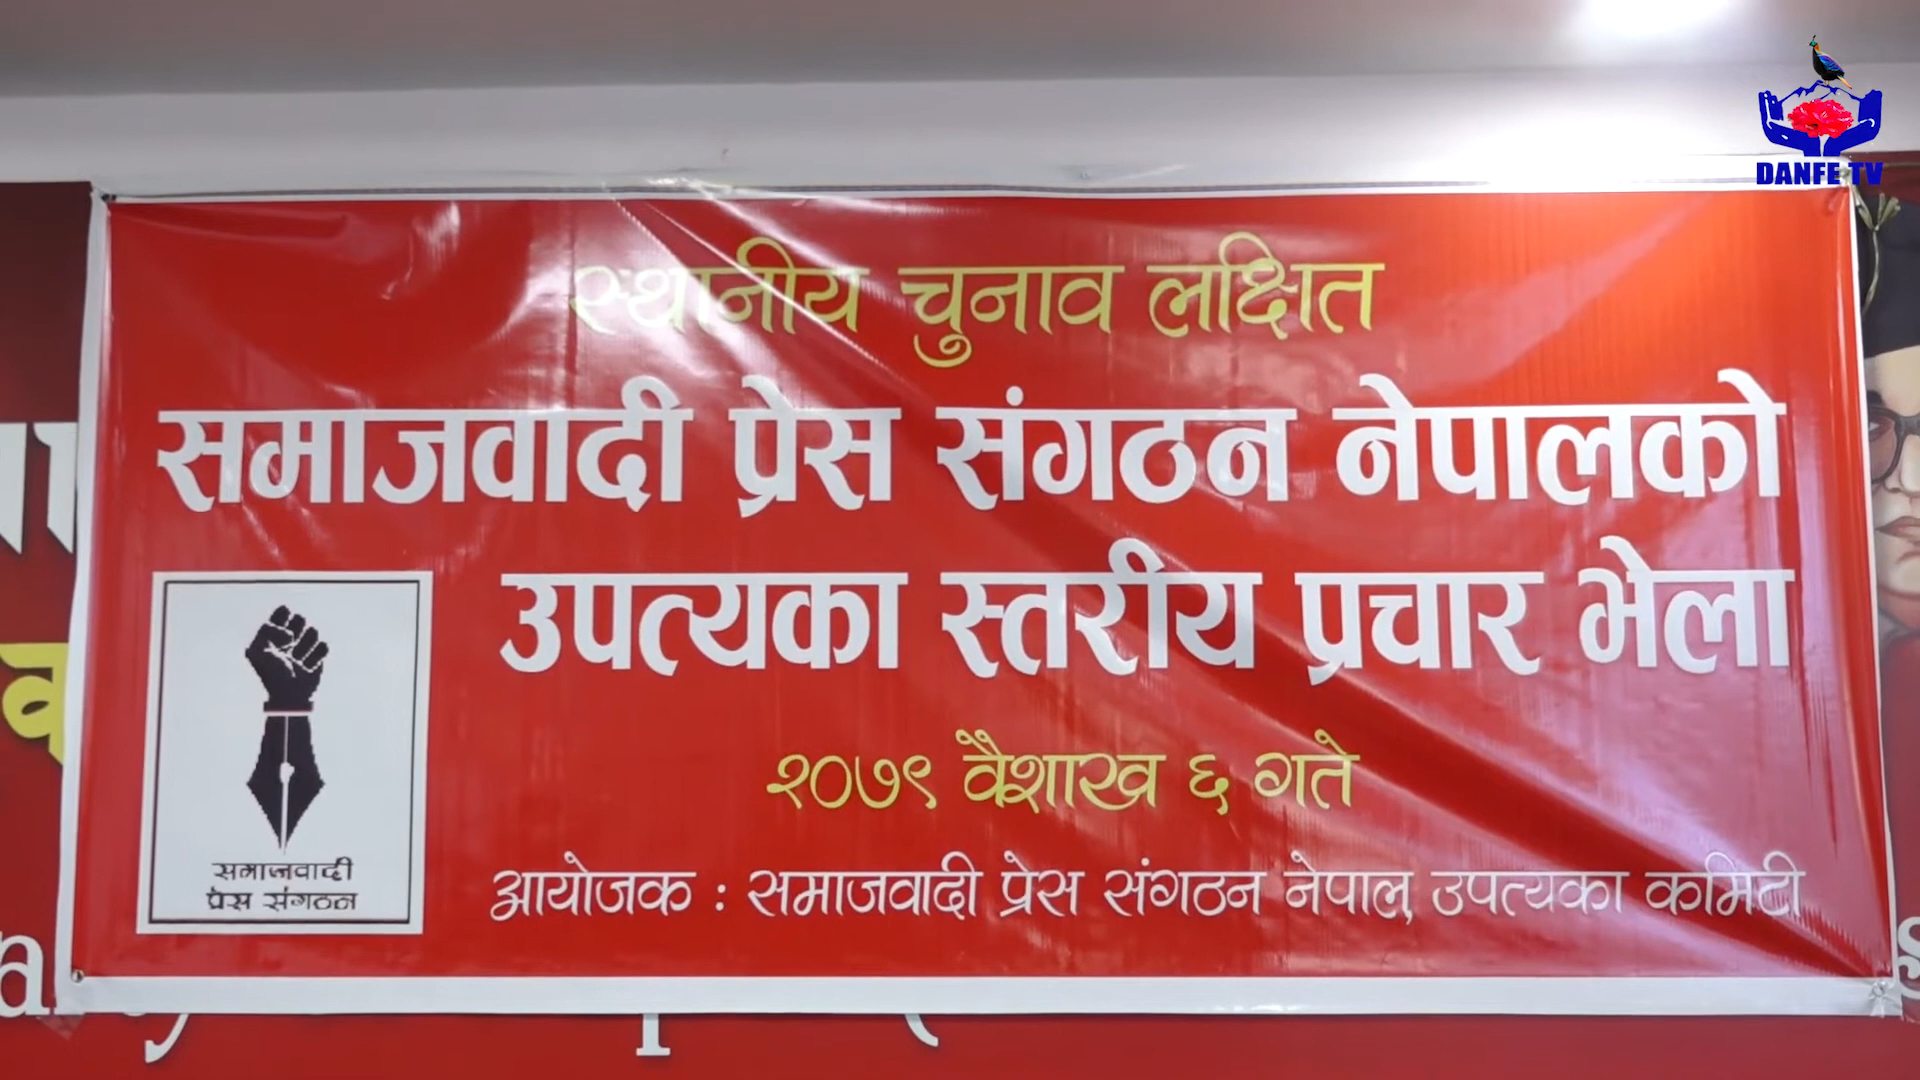 DANFE TV
स्थानीय चुनाव लक्षित
समाजवादी प्रेस संगठन नेपालको
उपत्यका स्तरीय प्रचार भेला
२०७९ वैशाख ६ गते
आयोजक : समाजवादी प्रेस संगठन नेपाल, उपत्यका कमिटी
समाजवादी
प्रेस संगठन